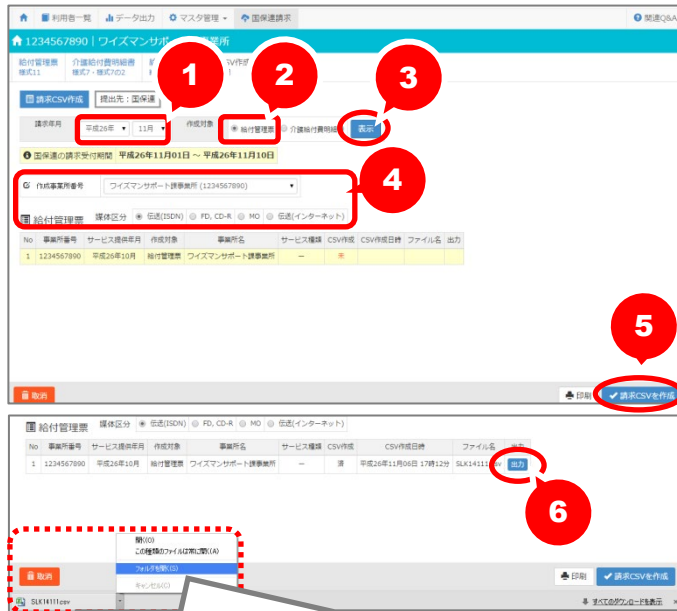 利用者一覧 データ出力 マスタ管理 国保連請求 関連Q&A
1234567890 | ワイズマンサポ 事業所
給付管理票 介護給付費明細書 SV作成
様式11 様式7・様式7の2
1
2
3
請求CSV作成 提出先：国保連
請求年月 平成26年 11月 作成対象 給付管理票 介護給付費明細 表示
国保連の請求受付期間 平成26年11月01日 ～ 平成26年11月10日
4
作成事業所番号 ワイズマンサポート課事業所 (1234567890)
給付管理票 媒体区分 伝送(ISDN) FD, CD-R MO 伝送(インターネット)
No 事業所番号 サービス提供年月 作成対象 事業所名 サービス種類 CSV作成 CSV作成日時 ファイル名 出力
1 1234567890 平成26年10月 給付管理票 ワイズマンサポート課事業所 － 未
5
取消 印刷 請求CSVを作成
給付管理票 媒体区分 伝送(ISDN) FD, CD-R MO 伝送(インターネット)
No 事業所番号 サービス提供年月 作成対象 事業所名 サービス種類 CSV作成 CSV作成日時 ファイル名 出力
1 1234567890 平成26年10月 給付管理票 ワイズマンサポート課事業所 － 済 平成26年11月06日 17時12分 SLK14111.csv 出力
6
開く(O)
この種類のファイルは常に開く(A)
フォルダを開く(S)
キャンセル(C)
取消 印刷 請求CSVを作成
SLK14111.csv すべてのダウンロードを表示 ×